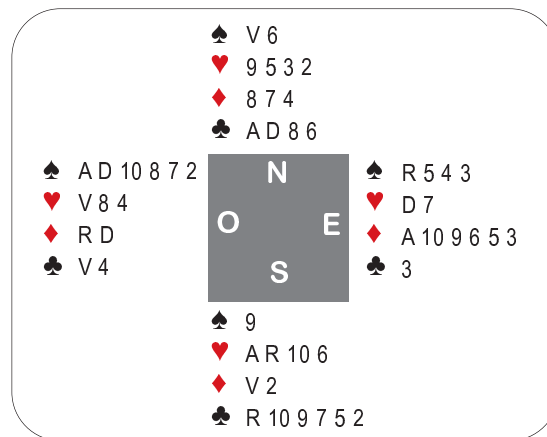 ♠ V 6
♥ 9 5 3 2
♦ 8 7 4
♣ A D 8 6
♠ A D 10 8 7 2
♥ V 8 4
♦ R D
♣ V 4
N
O E
S
♠ R 5 4 3
♥ D 7
♦ A 10 9 6 5 3
♣ 3
♠ 9
♥ A R 10 6
♦ V 2
♣ R 10 9 7 5 2